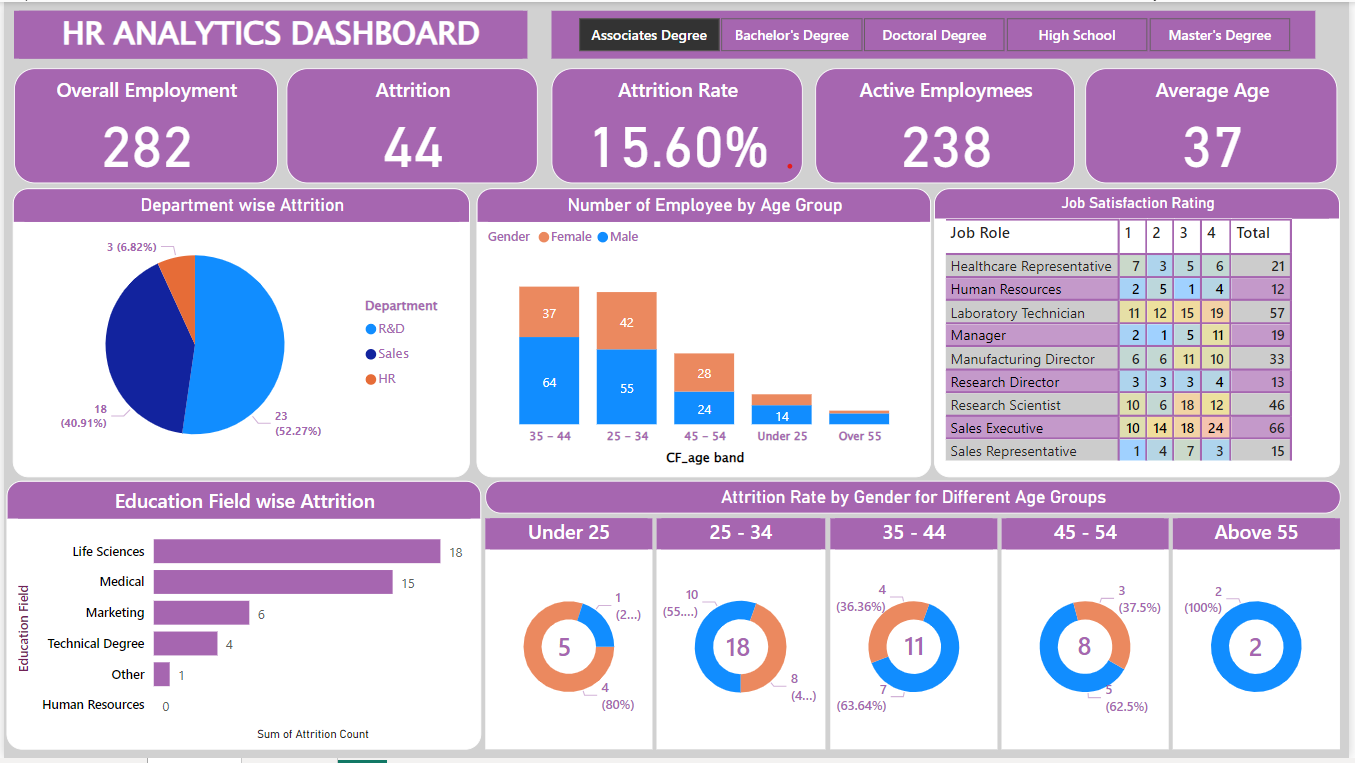 HR ANALYTICS DASHBOARD
Associates Degree
Bachelor's Degree
Doctoral Degree
High School
Master's Degree
Overall Employment
282
Attrition
44
Attrition Rate
15.60%
Active Employmees
238
Average Age
37
Department wise Attrition
3 (6.82%)
18
(40.91%)
23
(52.27%)
Department
R&D
Sales
HR
Number of Employee by Age Group
Gender Female Male
37
64
42
55
28
24
14
35 – 44
25 – 34
45 – 54
Under 25
Over 55
CF_age band
Job Satisfaction Rating
Job Role 1 2 3 4 Total
Healthcare Representative 7 3 5 6 21
Human Resources 2 5 1 4 12
Laboratory Technician 11 12 15 19 57
Manager 2 1 5 11 19
Manufacturing Director 6 6 11 10 33
Research Director 3 3 3 4 13
Research Scientist 10 6 18 12 46
Sales Executive 10 14 18 24 66
Sales Representative 1 4 7 3 15
Education Field wise Attrition
Education Field
Life Sciences 18
Medical 15
Marketing 6
Technical Degree 4
Other 1
Human Resources 0
Sum of Attrition Count
Attrition Rate by Gender for Different Age Groups
Under 25
1
(2...)
5
4
(80%)
25 - 34
10
(55....)
18
8
(4...)
35 - 44
4
(36.36%)
11
7
(63.64%)
45 - 54
3
(37.5%)
8
5
(62.5%)
Above 55
2
(100%)
2